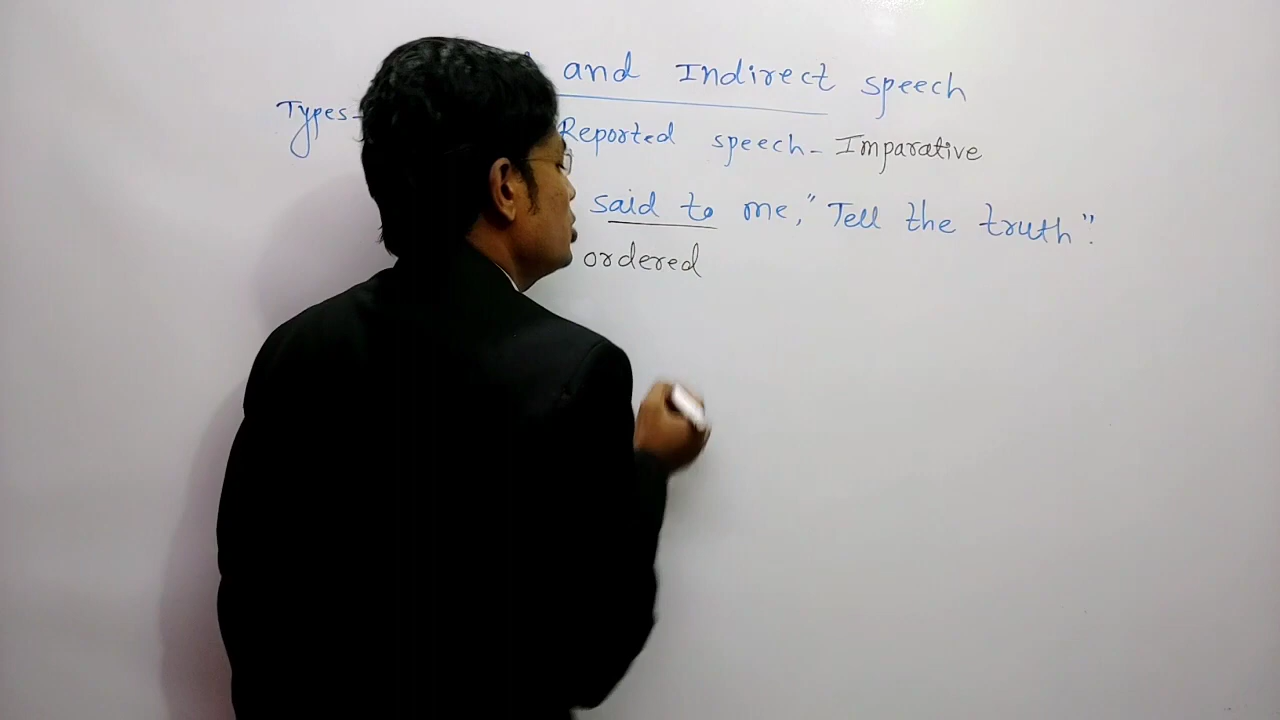 and Indirect speech
Types- Reported speech- Imparative
said to me, "Tell the truth".
ordered